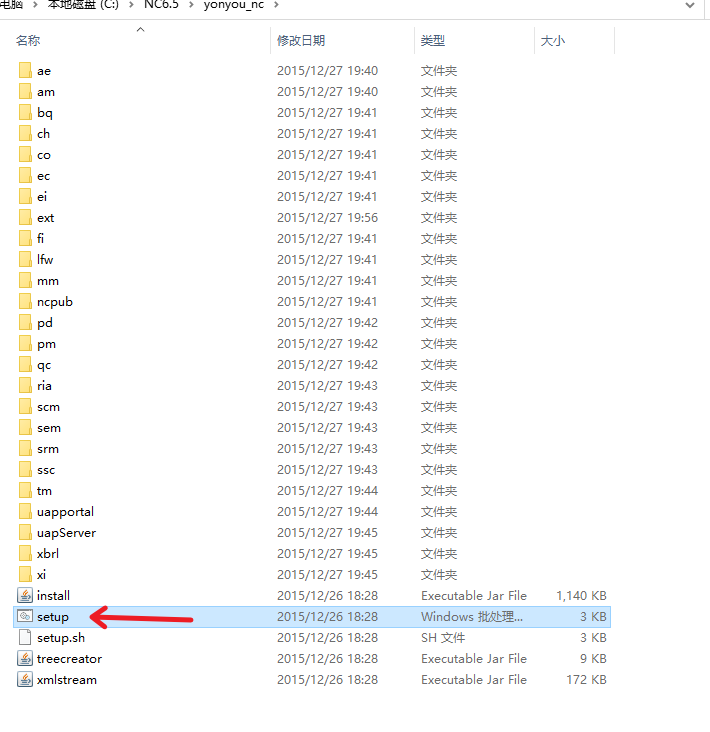 电脑 > 本地磁盘 (C:) > NC6.5 > yonyou_nc >
名称 修改日期 类型 大小
ae 2015/12/27 19:40 文件夹
am 2015/12/27 19:40 文件夹
bq 2015/12/27 19:41 文件夹
ch 2015/12/27 19:41 文件夹
co 2015/12/27 19:41 文件夹
ec 2015/12/27 19:41 文件夹
ei 2015/12/27 19:41 文件夹
ext 2015/12/27 19:56 文件夹
fi 2015/12/27 19:41 文件夹
lfw 2015/12/27 19:41 文件夹
mm 2015/12/27 19:41 文件夹
ncpub 2015/12/27 19:41 文件夹
pd 2015/12/27 19:42 文件夹
pm 2015/12/27 19:42 文件夹
qc 2015/12/27 19:42 文件夹
ria 2015/12/27 19:43 文件夹
scm 2015/12/27 19:43 文件夹
sem 2015/12/27 19:43 文件夹
srm 2015/12/27 19:43 文件夹
ssc 2015/12/27 19:43 文件夹
tm 2015/12/27 19:44 文件夹
uapportal 2015/12/27 19:44 文件夹
uapServer 2015/12/27 19:45 文件夹
xbrl 2015/12/27 19:45 文件夹
xi 2015/12/27 19:45 文件夹
install 2015/12/26 18:28 Executable Jar File 1,140 KB
setup 2015/12/26 18:28 Windows 批处理... 3 KB
setup.sh 2015/12/26 18:28 SH 文件 3 KB
treecreator 2015/12/26 18:28 Executable Jar File 9 KB
xmlstream 2015/12/26 18:28 Executable Jar File 172 KB